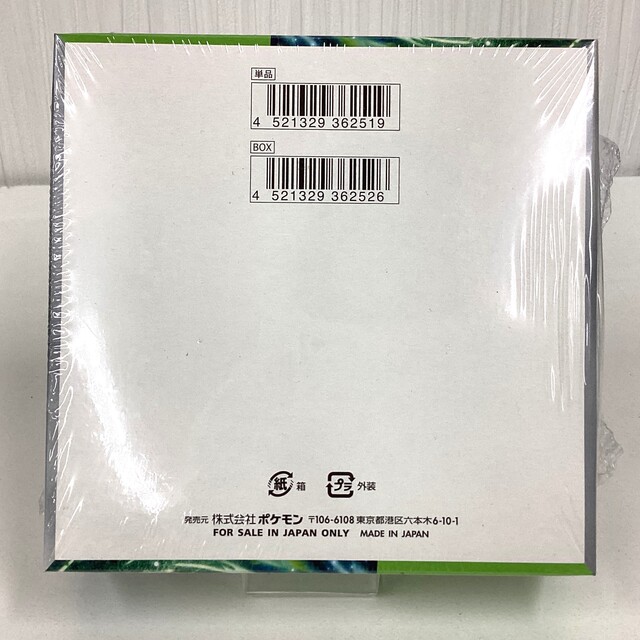 単品
4 521329 362519
BOX
4 521329 362526
紙 箱 プラ 外装
発売元 株式会社 ポケモン 〒106-6108 東京都港区六本木6-10-1
FOR SALE IN JAPAN ONLY MADE IN JAPAN